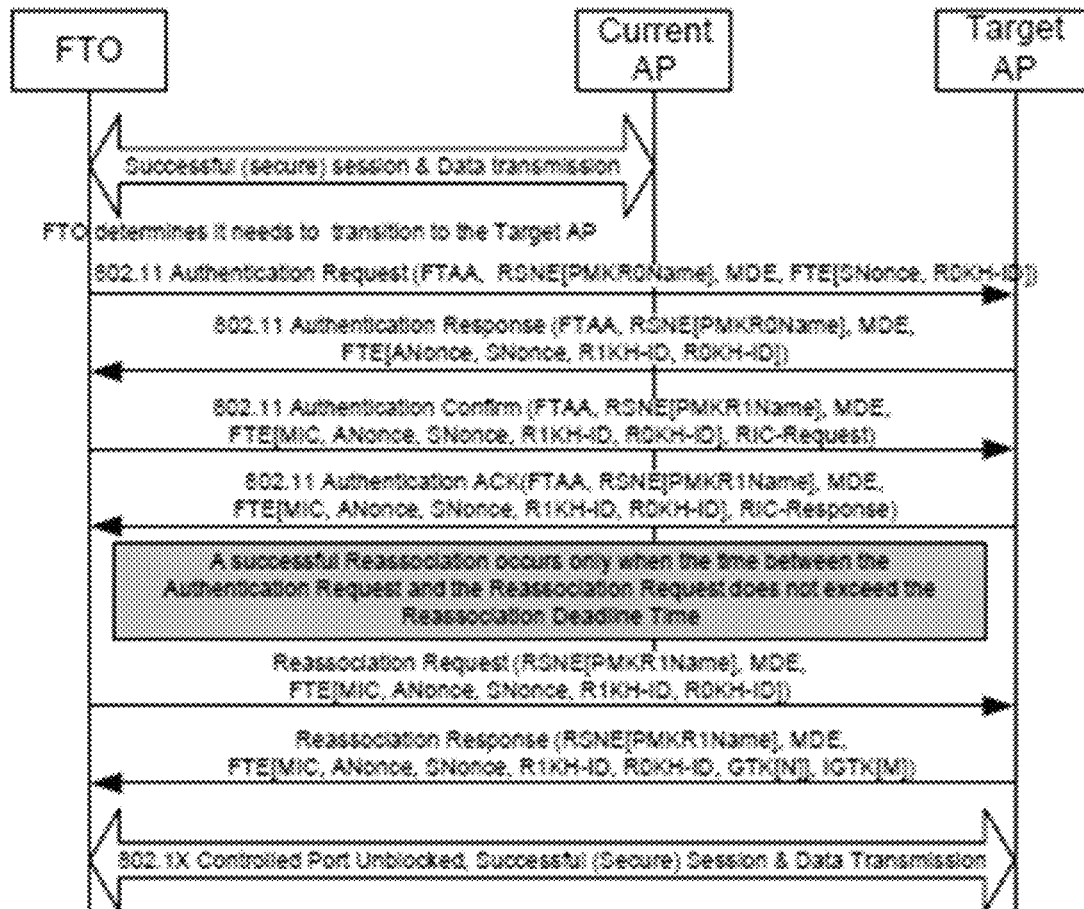 FTO
Current
AP
Target
AP
Successful (secure) session & Data transmission
FTO determines it needs to transition to the Target AP
802.11 Authentication Request (FTAA, RSNE[PMKR0Name], MDE, FTE[SNonce, R0KH-ID])
802.11 Authentication Response (FTAA, RSNE[PMKR0Name], MDE,
FTE[ANonce, SNonce, R1KH-ID, R0KH-ID])
802.11 Authentication Confirm (FTAA, RSNE[PMKR1Name], MDE,
FTE[MIC, ANonce, SNonce, R1KH-ID, R0KH-ID], RIC-Request)
802.11 Authentication ACK(FTAA, RSNE[PMKR1Name], MDE,
FTE[MIC, ANonce, SNonce, R1KH-ID, R0KH-ID], RIC-Response)
A successful Reassociation occurs only when the time between the
Authentication Request and the Reassociation Request does not exceed the
Reassociation Deadline Time
Reassociation Request (RSNE[PMKR1Name], MDE,
FTE[MIC, ANonce, SNonce, R1KH-ID, R0KH-ID])
Reassociation Response (RSNE[PMKR1Name], MDE,
FTE[MIC, ANonce, SNonce, R1KH-ID, R0KH-ID, GTK[N], IGTK[M]])
802.1X Controlled Port Unblocked, Successful (Secure) Session & Data Transmission